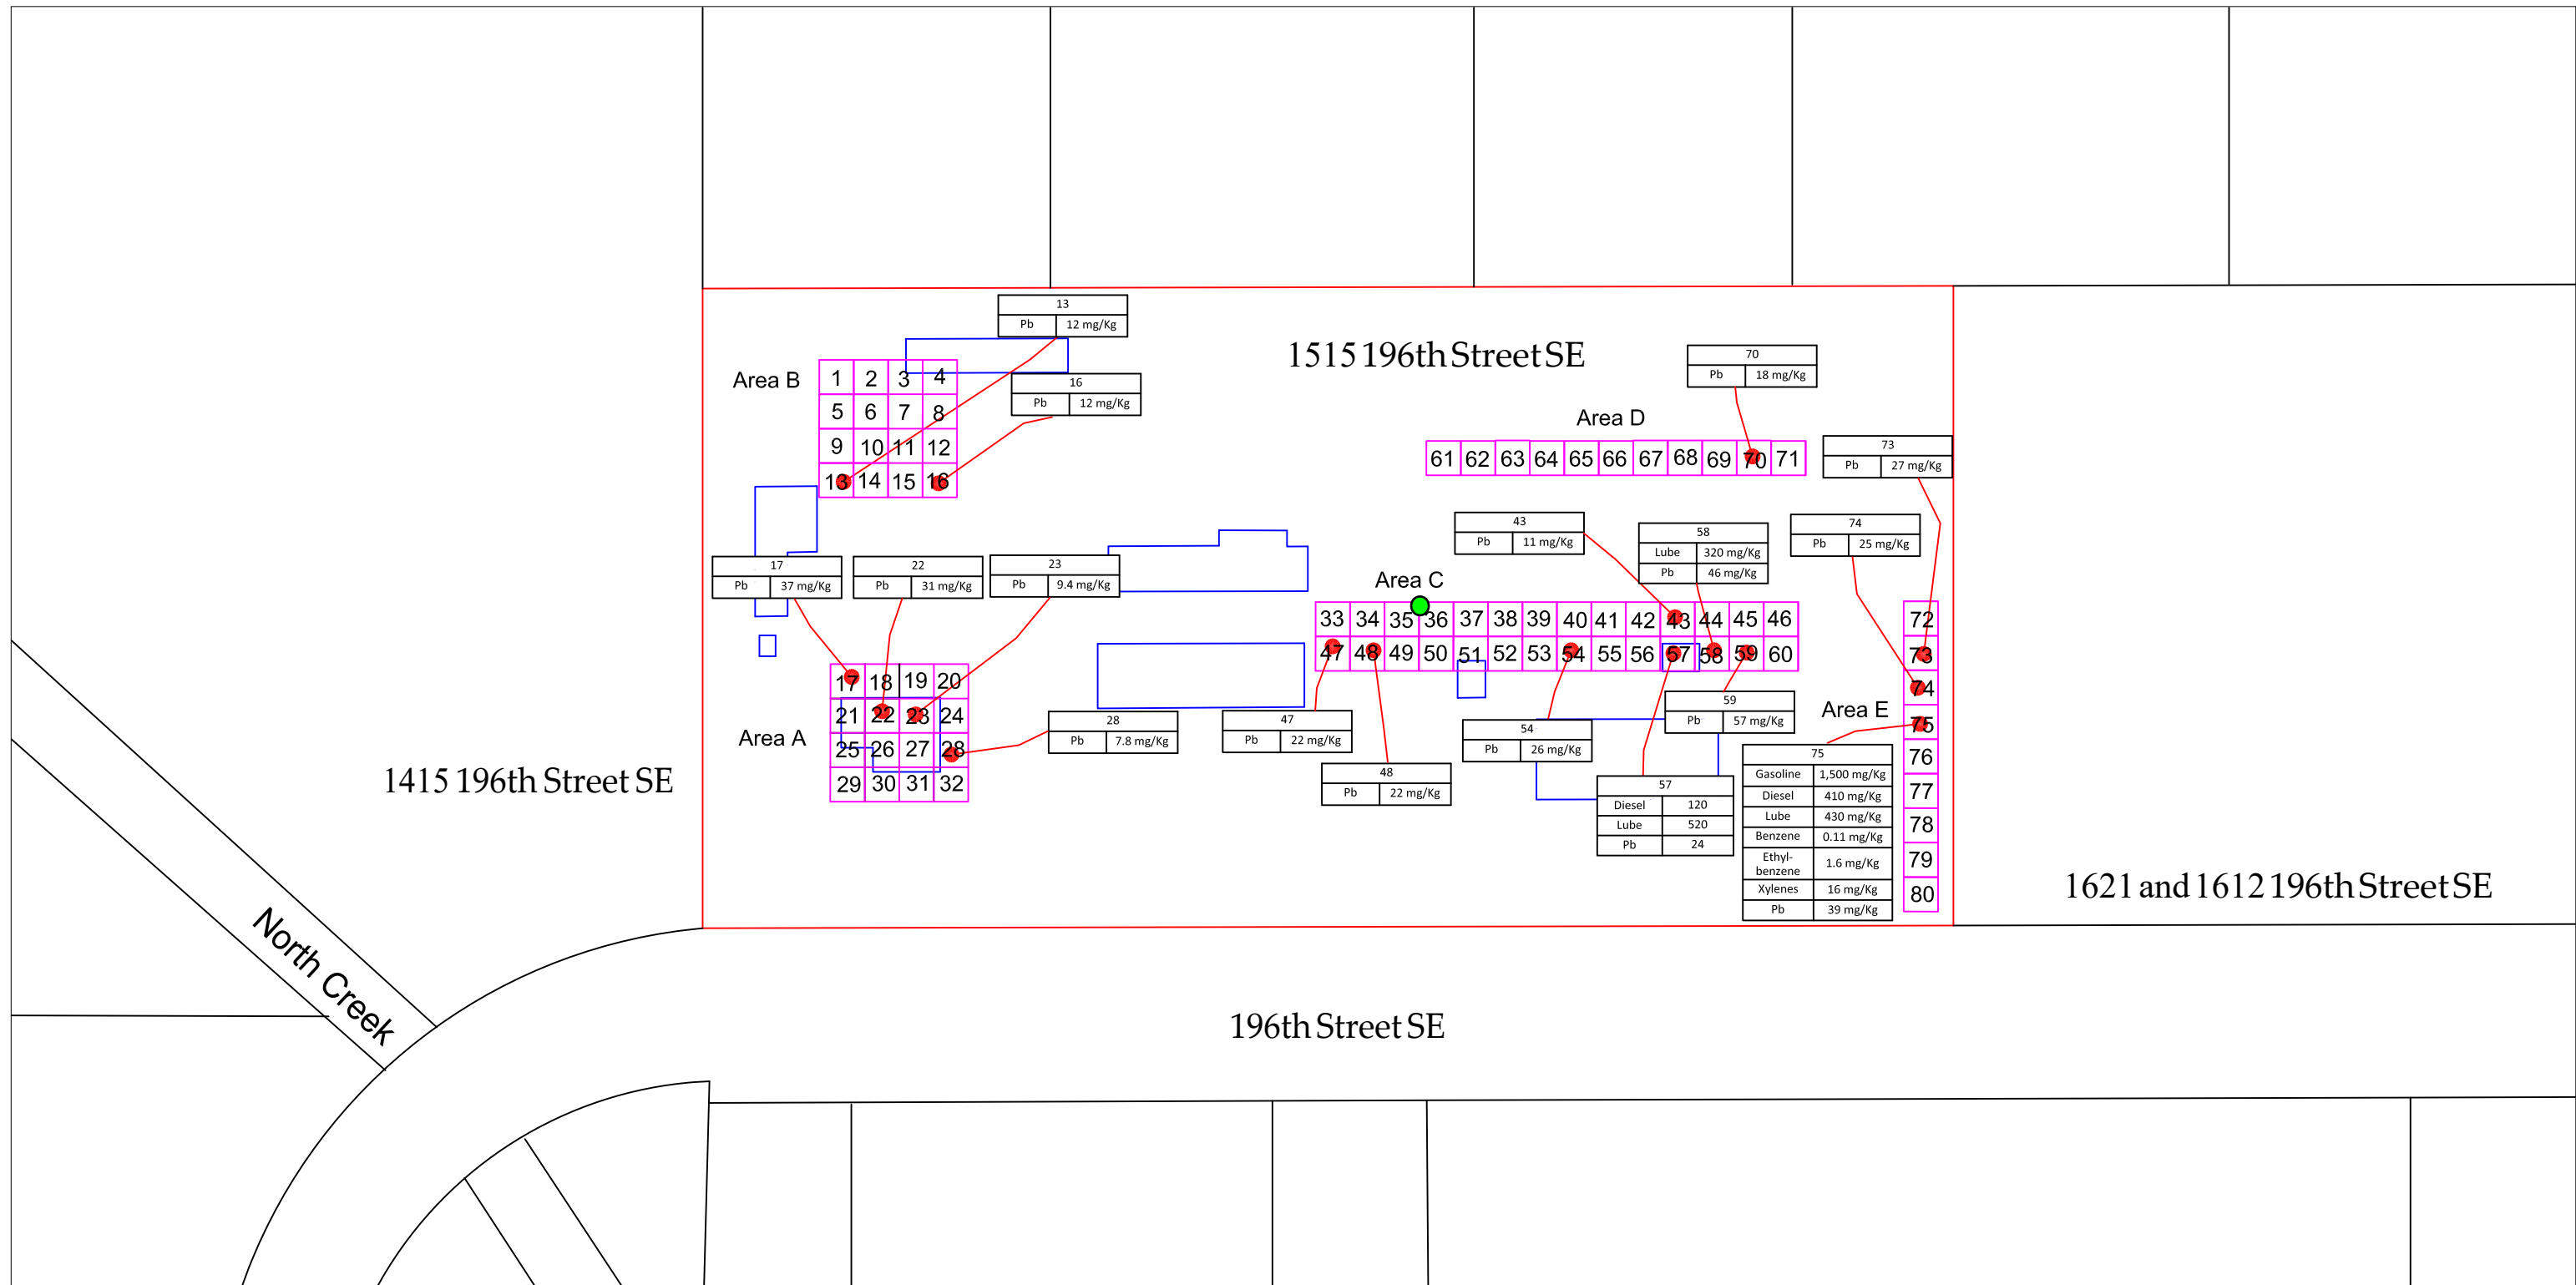 13
Pb 12 mg/Kg
1515 196th Street SE
70
Pb 18 mg/Kg
Area B
1 2 3 4
5 6 7 8
9 10 11 12
13 14 15 16
16
Pb 12 mg/Kg
Area D
61 62 63 64 65 66 67 68 69 70 71
73
Pb 27 mg/Kg
43
Pb 11 mg/Kg
58
Lube 320 mg/Kg
Pb 46 mg/Kg
74
Pb 25 mg/Kg
17
Pb 37 mg/Kg
22
Pb 31 mg/Kg
23
Pb 9.4 mg/Kg
Area C
33 34 35 36 37 38 39 40 41 42 43 44 45 46
47 48 49 50 51 52 53 54 55 56 57 58 59 60
Area A
17 18 19 20
21 22 23 24
25 26 27 28
29 30 31 32
28
Pb 7.8 mg/Kg
47
Pb 22 mg/Kg
48
Pb 22 mg/Kg
54
Pb 26 mg/Kg
59
Pb 57 mg/Kg
57
Diesel 120
Lube 520
Pb 24
Area E
72
73
74
75
76
77
78
79
80
75
Gasoline 1,500 mg/Kg
Diesel 410 mg/Kg
Lube 430 mg/Kg
Benzene 0.11 mg/Kg
Ethyl-
benzene 1.6 mg/Kg
Xylenes 16 mg/Kg
Pb 39 mg/Kg
1415 196th Street SE
1621 and 1612 196th Street SE
North Creek
196th Street SE